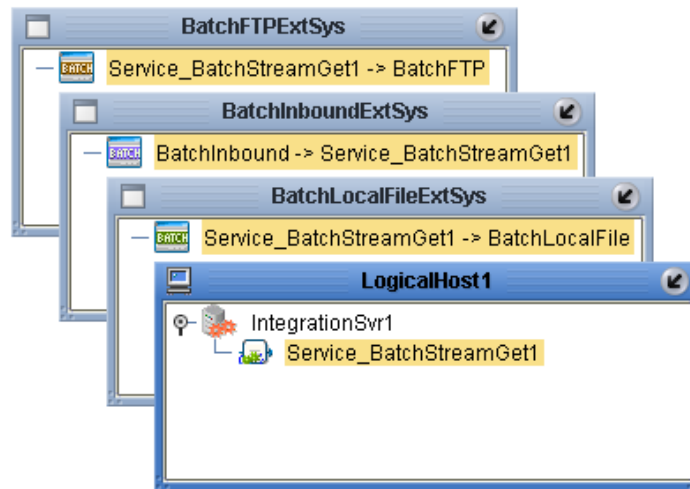 BatchFTPExtSys
BATCH Service_BatchStreamGet1 -> BatchFTP
BatchInboundExtSys
BATCH BatchInbound -> Service_BatchStreamGet1
BatchLocalFileExtSys
BATCH Service_BatchStreamGet1 -> BatchLocalFile
LogicalHost1
IntegrationSvr1
Service_BatchStreamGet1